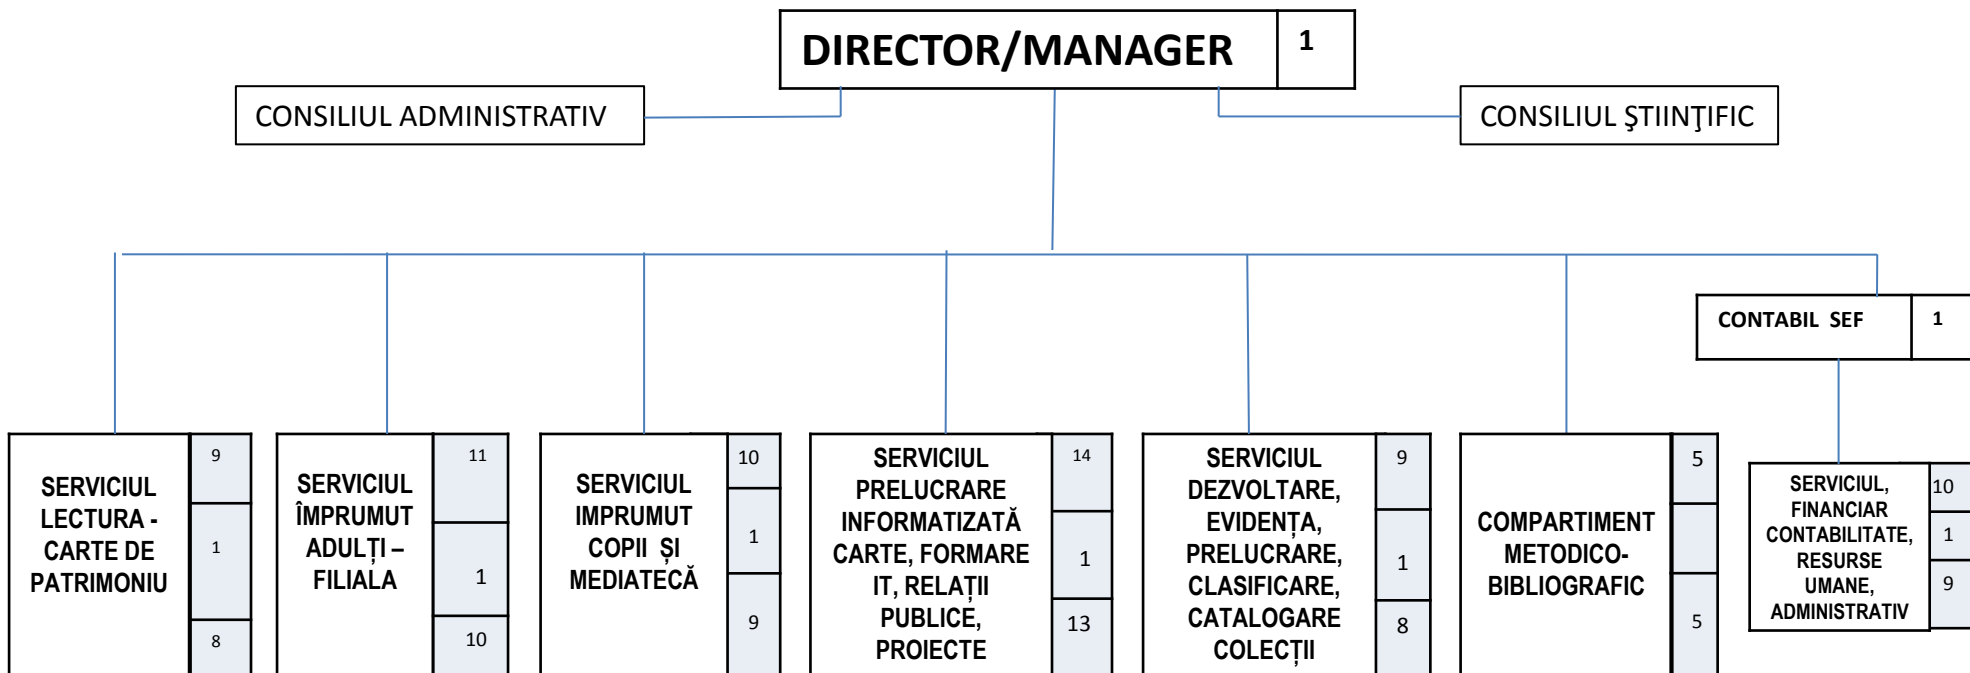 DIRECTOR/MANAGER
1
CONSILIUL ADMINISTRATIV
CONSILIUL ŞTIINŢIFIC
CONTABIL SEF
1
SERVICIUL
LECTURA -
CARTE DE
PATRIMONIU
9
1
8
SERVICIUL
ÎMPRUMUT
ADULȚI –
FILIALA
11
1
10
SERVICIUL
IMPRUMUT
COPII ȘI
MEDIATECĂ
10
1
9
SERVICIUL
PRELUCRARE
INFORMATIZATĂ
CARTE, FORMARE
IT, RELAȚII
PUBLICE,
PROIECTE
14
1
13
SERVICIUL
DEZVOLTARE,
EVIDENȚA,
PRELUCRARE,
CLASIFICARE,
CATALOGARE
COLECȚII
9
1
8
COMPARTIMENT
METODICO-
BIBLIOGRAFIC
5
5
SERVICIUL,
FINANCIAR
CONTABILITATE,
RESURSE
UMANE,
ADMINISTRATIV
10
1
9